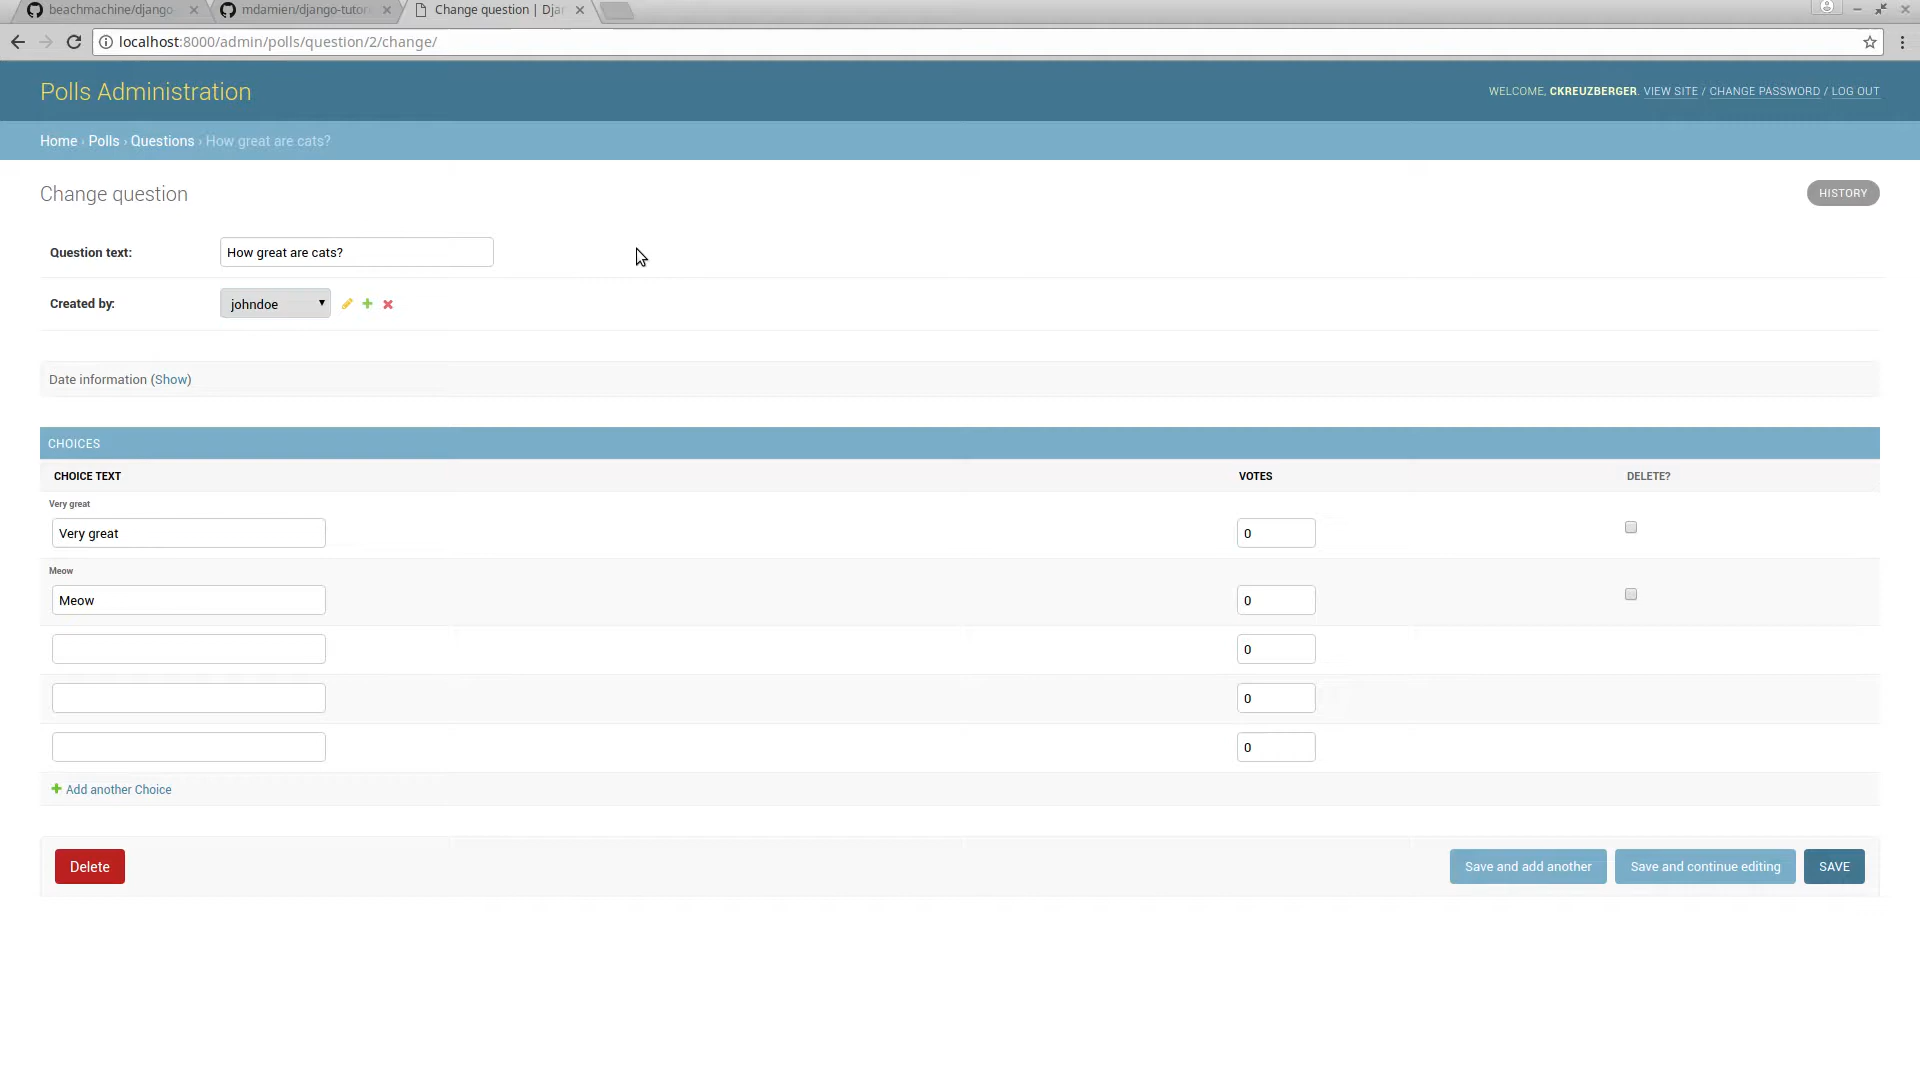 beachmachine/django-
mdamien/django-tutor
Change question | Dja
localhost:8000/admin/polls/question/2/change/
Polls Administration
WELCOME, CKREUZBERGER. VIEW SITE / CHANGE PASSWORD / LOG OUT
Home › Polls › Questions › How great are cats?
Change question
HISTORY
Question text: How great are cats?
Created by: johndoe
Date information (Show)
CHOICES
CHOICE TEXT VOTES DELETE?
Very great
Very great 0
Meow
Meow 0
0
0
0
Add another Choice
Delete Save and add another Save and continue editing SAVE